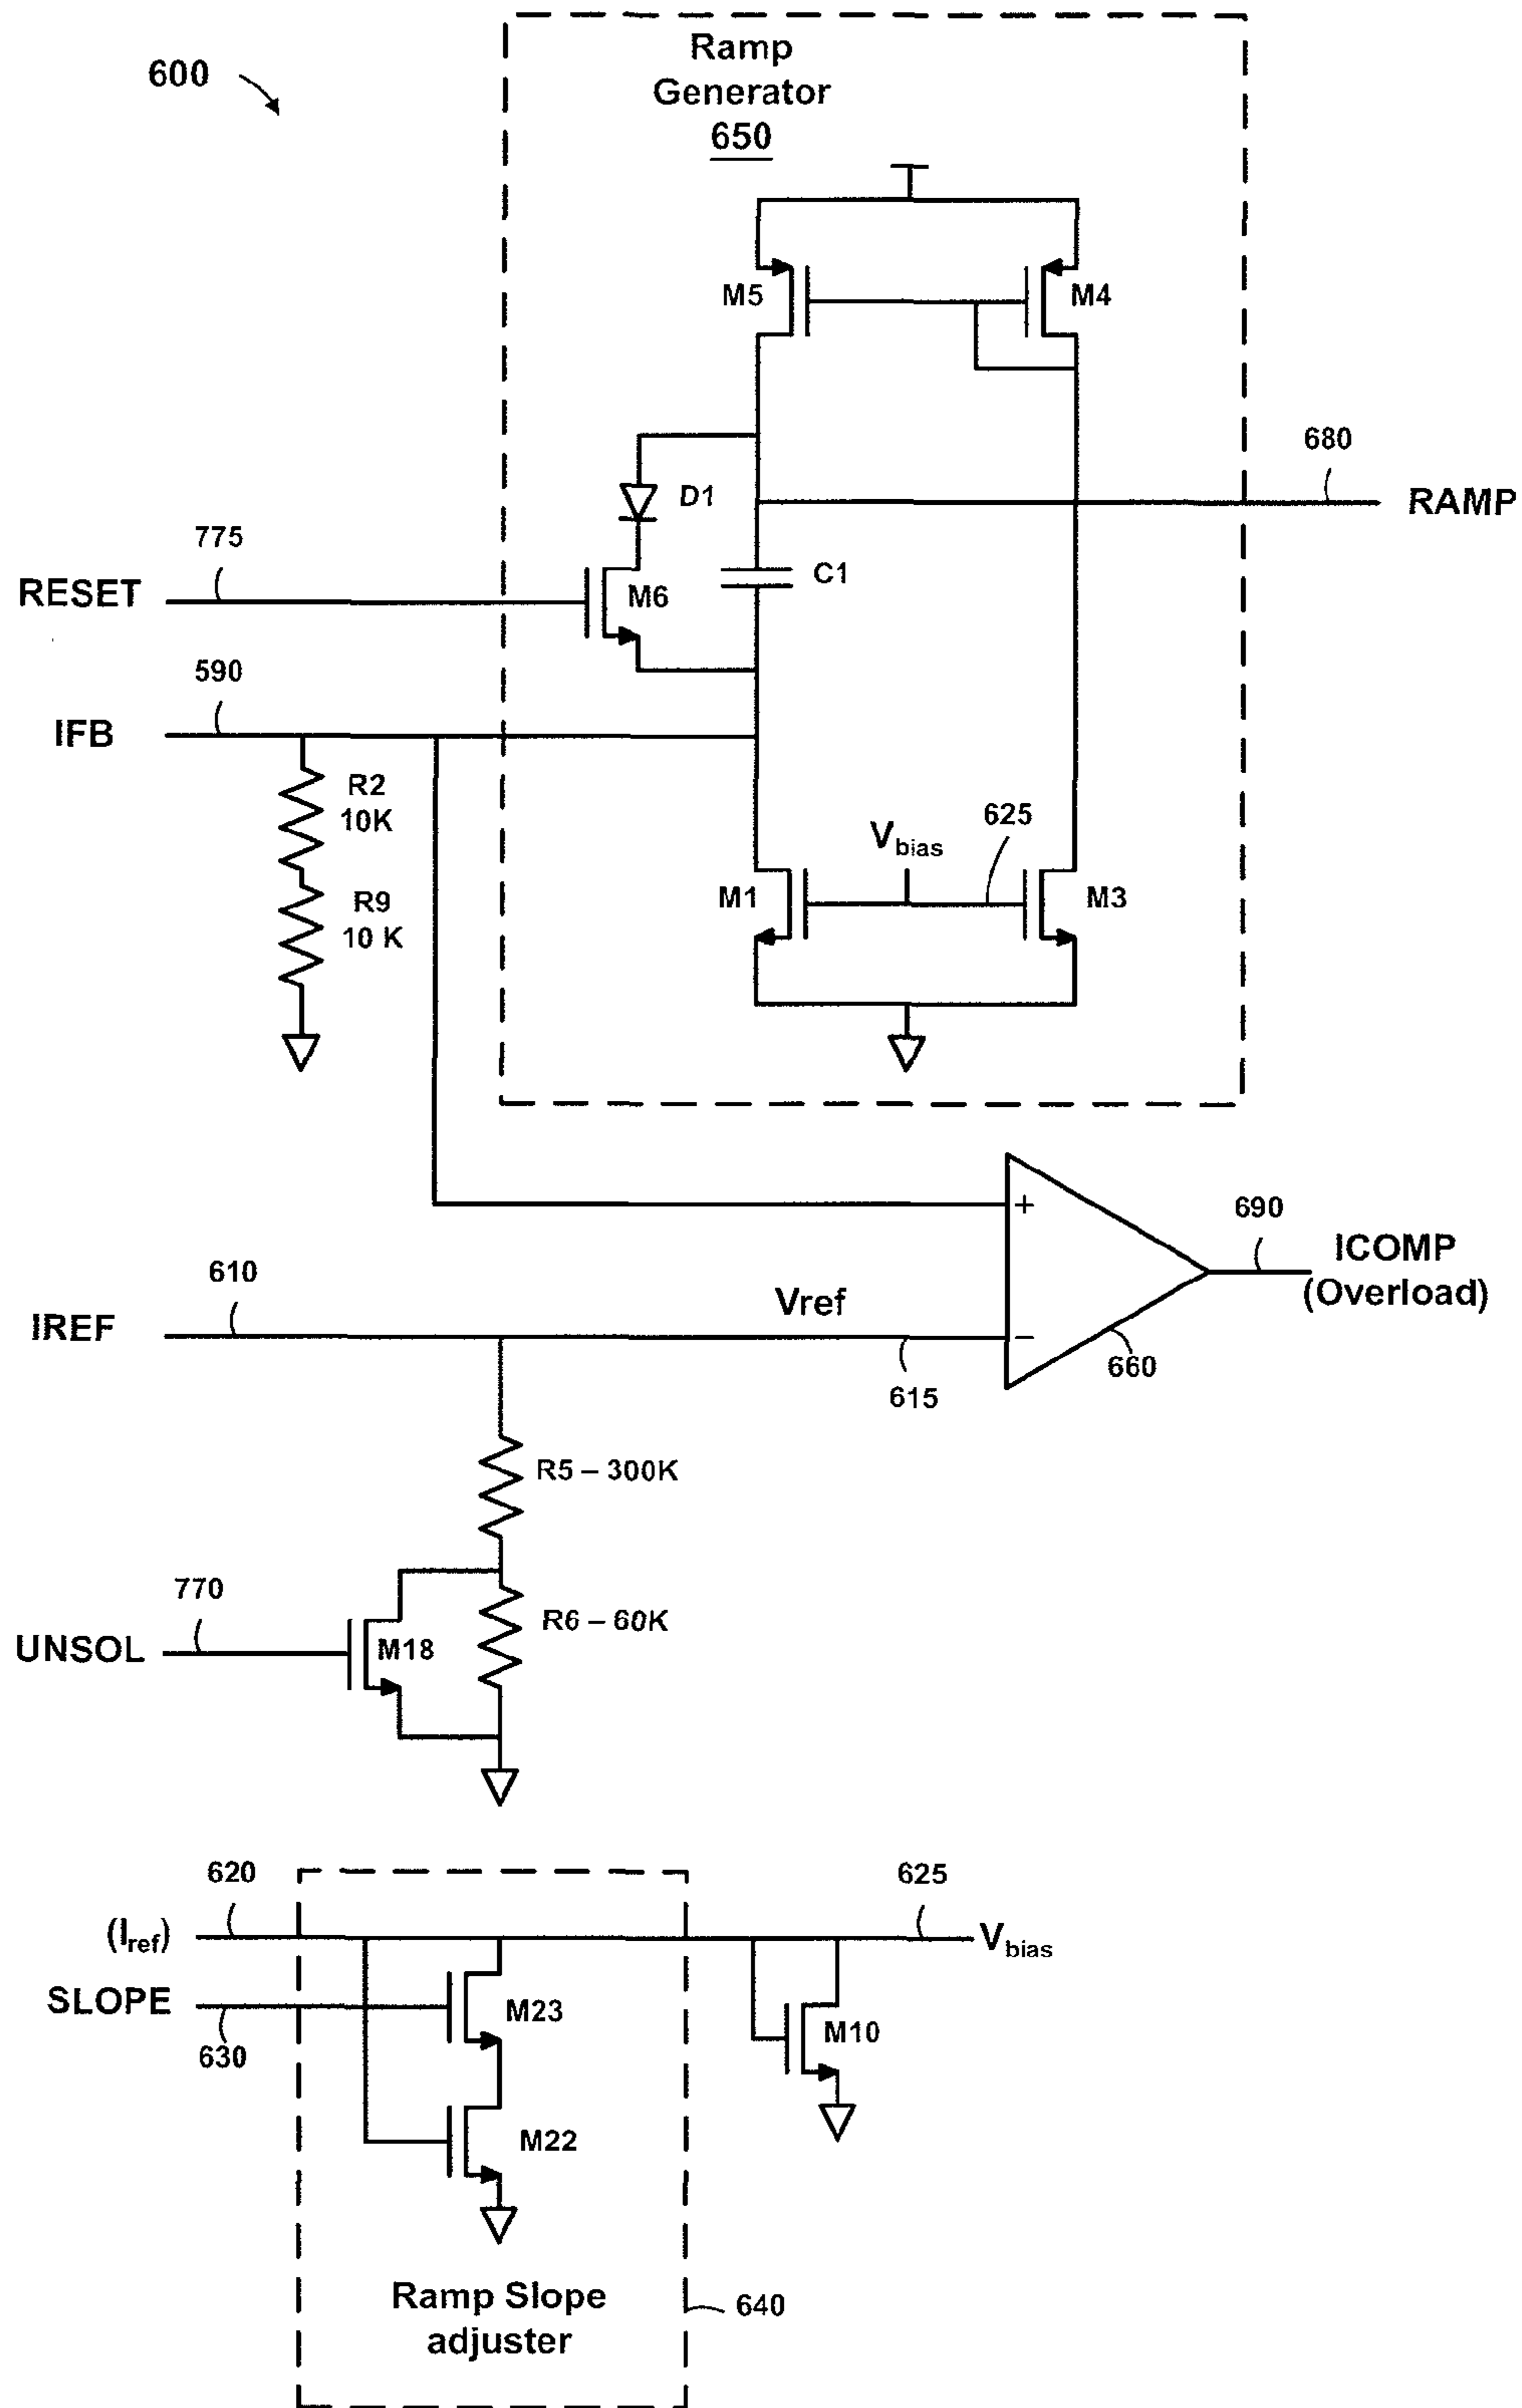 600
Ramp
Generator
650
M5
M4
680
RAMP
D1
775
RESET
M6
C1
590
IFB
R2
10K
R9
10 K
Vbias
625
M1
M3
+
690
ICOMP
(Overload)
610
IREF
Vref
−
615
660
R5 – 300K
770
UNSOL
M18
R6 – 60K
620
(Iref)
625
Vbias
SLOPE
630
M23
M10
M22
Ramp Slope
adjuster
640